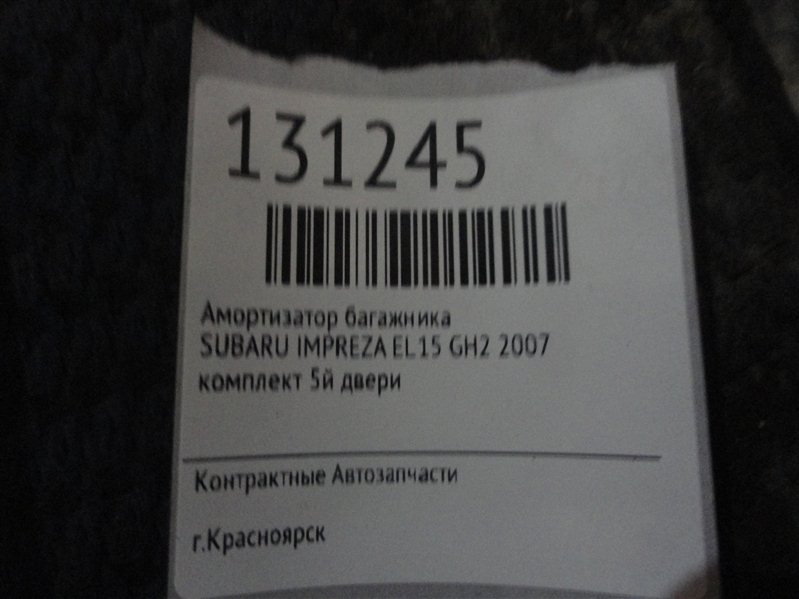 131245
Амортизатор багажника
SUBARU IMPREZA EL15 GH2 2007
комплект 5й двери
Контрактные Автозапчасти
г.Красноярск